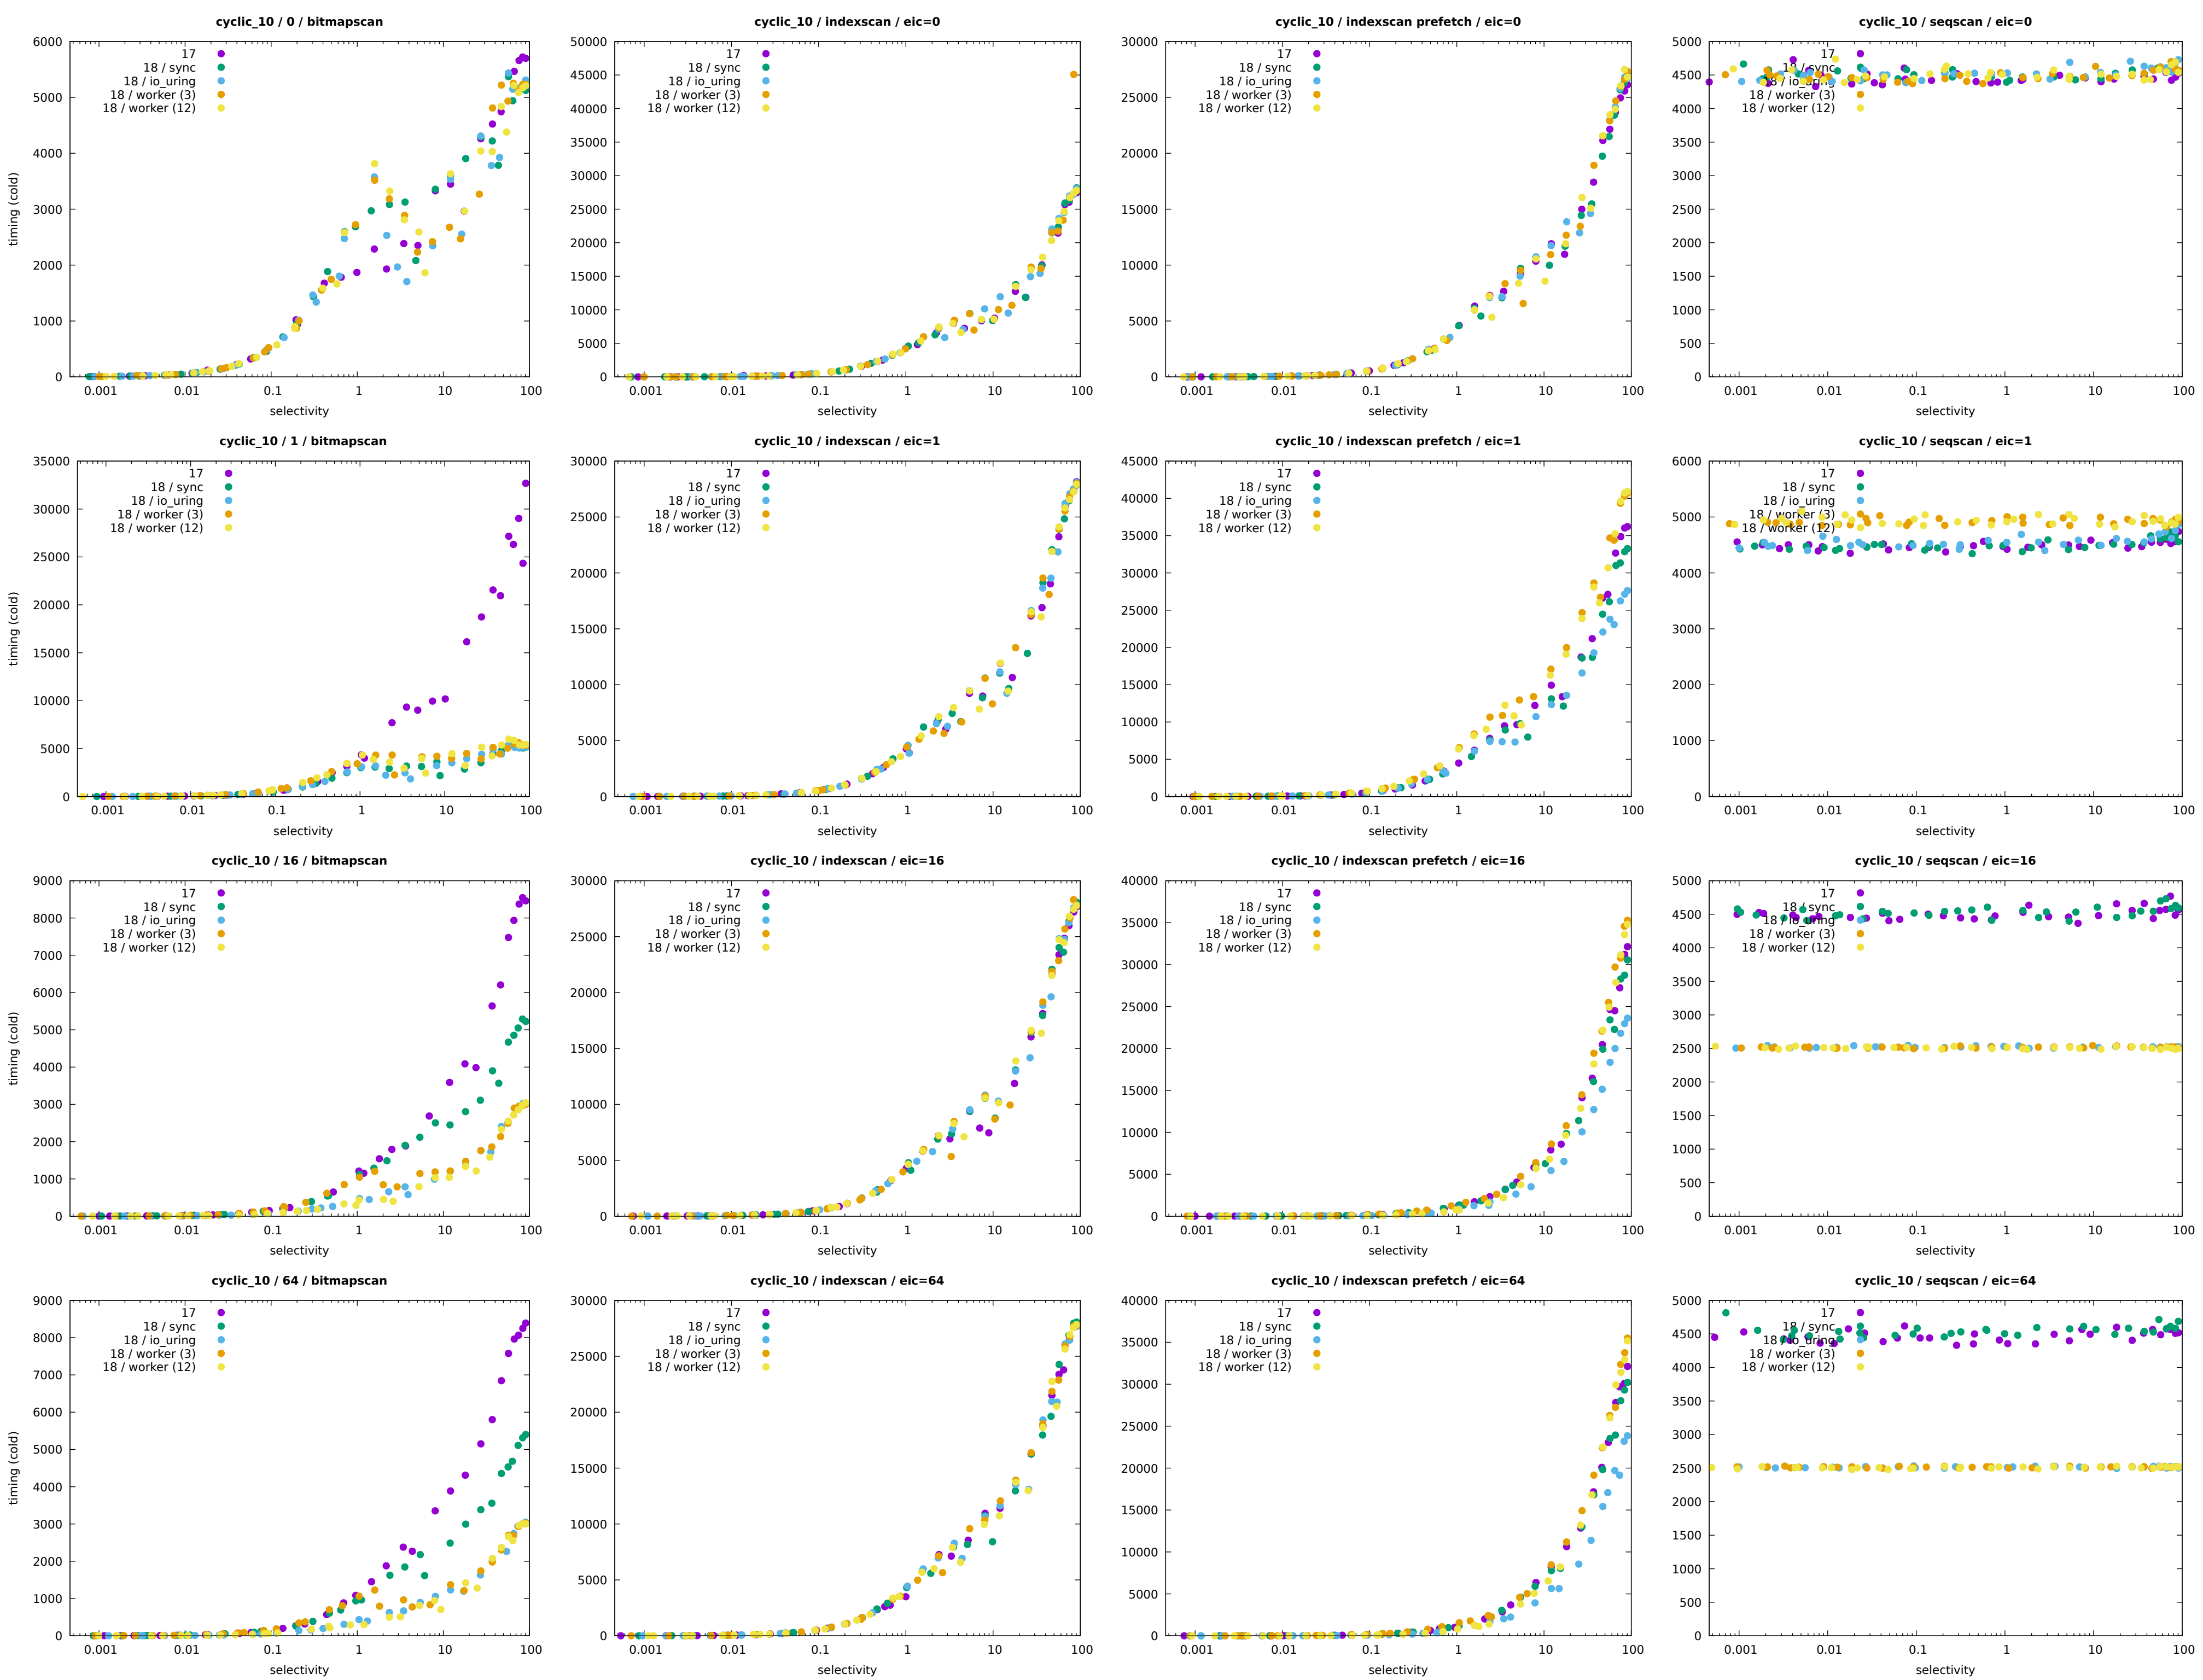 cyclic_10 / 0 / bitmapscan
timing (cold)
6000
5000
4000
3000
2000
1000
0
17
18 / sync
18 / io_uring
18 / worker (3)
18 / worker (12)
0.001 0.01 0.1 1 10 100
selectivity
cyclic_10 / indexscan / eic=0
50000
45000
40000
35000
30000
25000
20000
15000
10000
5000
0
17
18 / sync
18 / io_uring
18 / worker (3)
18 / worker (12)
0.001 0.01 0.1 1 10 100
selectivity
cyclic_10 / indexscan prefetch / eic=0
30000
25000
20000
15000
10000
5000
0
17
18 / sync
18 / io_uring
18 / worker (3)
18 / worker (12)
0.001 0.01 0.1 1 10 100
selectivity
cyclic_10 / seqscan / eic=0
5000
4500
4000
3500
3000
2500
2000
1500
1000
500
0
17
18 / sync
18 / io_uring
18 / worker (3)
18 / worker (12)
0.001 0.01 0.1 1 10 100
selectivity
cyclic_10 / 1 / bitmapscan
timing (cold)
35000
30000
25000
20000
15000
10000
5000
0
17
18 / sync
18 / io_uring
18 / worker (3)
18 / worker (12)
0.001 0.01 0.1 1 10 100
selectivity
cyclic_10 / indexscan / eic=1
30000
25000
20000
15000
10000
5000
0
17
18 / sync
18 / io_uring
18 / worker (3)
18 / worker (12)
0.001 0.01 0.1 1 10 100
selectivity
cyclic_10 / indexscan prefetch / eic=1
45000
40000
35000
30000
25000
20000
15000
10000
5000
0
17
18 / sync
18 / io_uring
18 / worker (3)
18 / worker (12)
0.001 0.01 0.1 1 10 100
selectivity
cyclic_10 / seqscan / eic=1
6000
5000
4000
3000
2000
1000
0
17
18 / sync
18 / io_uring
18 / worker (3)
18 / worker (12)
0.001 0.01 0.1 1 10 100
selectivity
cyclic_10 / 16 / bitmapscan
timing (cold)
9000
8000
7000
6000
5000
4000
3000
2000
1000
0
17
18 / sync
18 / io_uring
18 / worker (3)
18 / worker (12)
0.001 0.01 0.1 1 10 100
selectivity
cyclic_10 / indexscan / eic=16
30000
25000
20000
15000
10000
5000
0
17
18 / sync
18 / io_uring
18 / worker (3)
18 / worker (12)
0.001 0.01 0.1 1 10 100
selectivity
cyclic_10 / indexscan prefetch / eic=16
40000
35000
30000
25000
20000
15000
10000
5000
0
17
18 / sync
18 / io_uring
18 / worker (3)
18 / worker (12)
0.001 0.01 0.1 1 10 100
selectivity
cyclic_10 / seqscan / eic=16
5000
4500
4000
3500
3000
2500
2000
1500
1000
500
0
17
18 / sync
18 / io_uring
18 / worker (3)
18 / worker (12)
0.001 0.01 0.1 1 10 100
selectivity
cyclic_10 / 64 / bitmapscan
timing (cold)
9000
8000
7000
6000
5000
4000
3000
2000
1000
0
17
18 / sync
18 / io_uring
18 / worker (3)
18 / worker (12)
0.001 0.01 0.1 1 10 100
selectivity
cyclic_10 / indexscan / eic=64
30000
25000
20000
15000
10000
5000
0
17
18 / sync
18 / io_uring
18 / worker (3)
18 / worker (12)
0.001 0.01 0.1 1 10 100
selectivity
cyclic_10 / indexscan prefetch / eic=64
40000
35000
30000
25000
20000
15000
10000
5000
0
17
18 / sync
18 / io_uring
18 / worker (3)
18 / worker (12)
0.001 0.01 0.1 1 10 100
selectivity
cyclic_10 / seqscan / eic=64
5000
4500
4000
3500
3000
2500
2000
1500
1000
500
0
17
18 / sync
18 / io_uring
18 / worker (3)
18 / worker (12)
0.001 0.01 0.1 1 10 100
selectivity